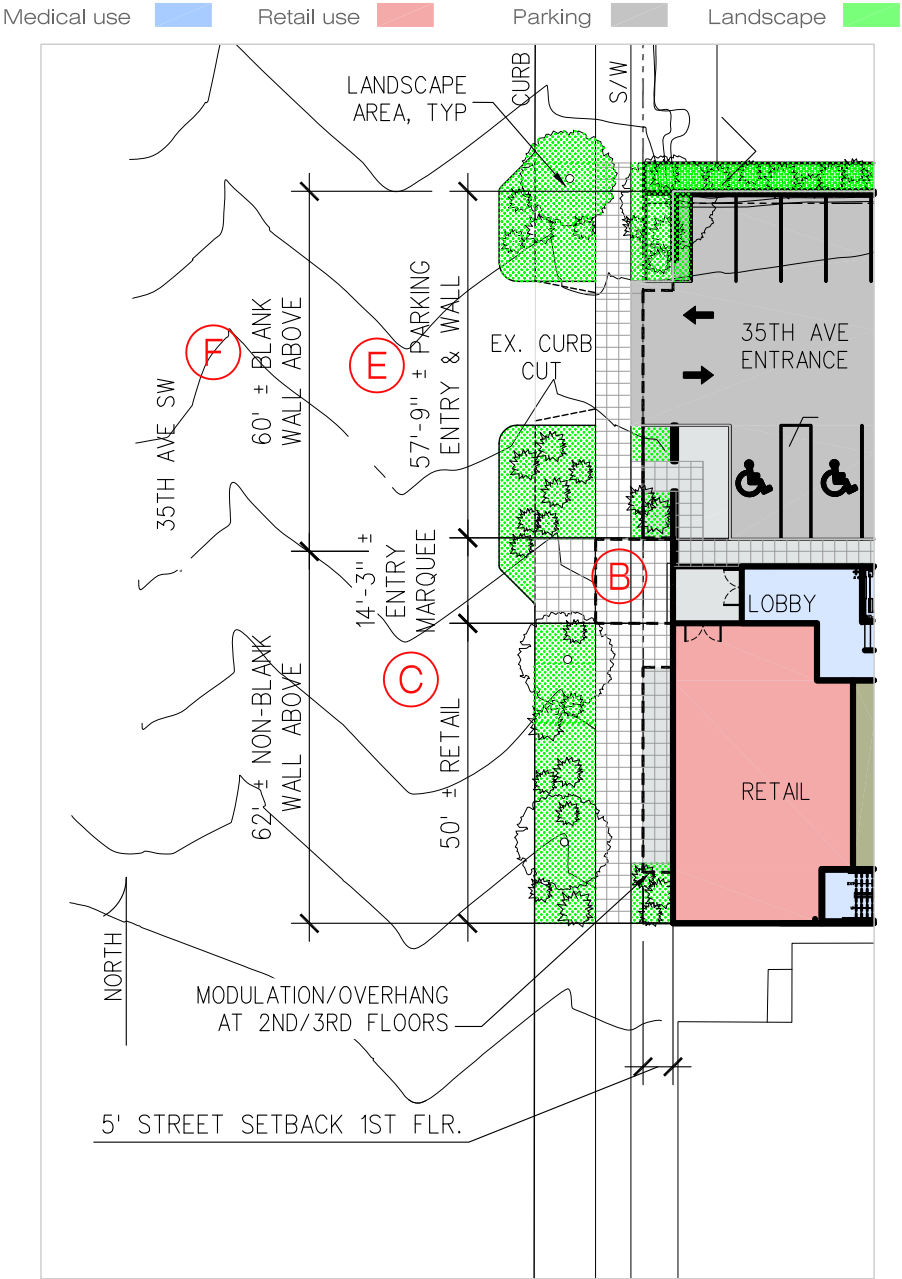 Medical use
Retail use
Parking
Landscape
LANDSCAPE
AREA, TYP
CURB
S/W
60' ± BLANK
WALL ABOVE
57'-9" ± PARKING
ENTRY & WALL
F
E
EX. CURB
CUT
35TH AVE
ENTRANCE
35TH AVE SW
14'-3" ±
ENTRY
MARQUEE
B
LOBBY
C
62' ± NON-BLANK
WALL ABOVE
50' ± RETAIL
RETAIL
NORTH
MODULATION/OVERHANG
AT 2ND/3RD FLOORS
5' STREET SETBACK 1ST FLR.